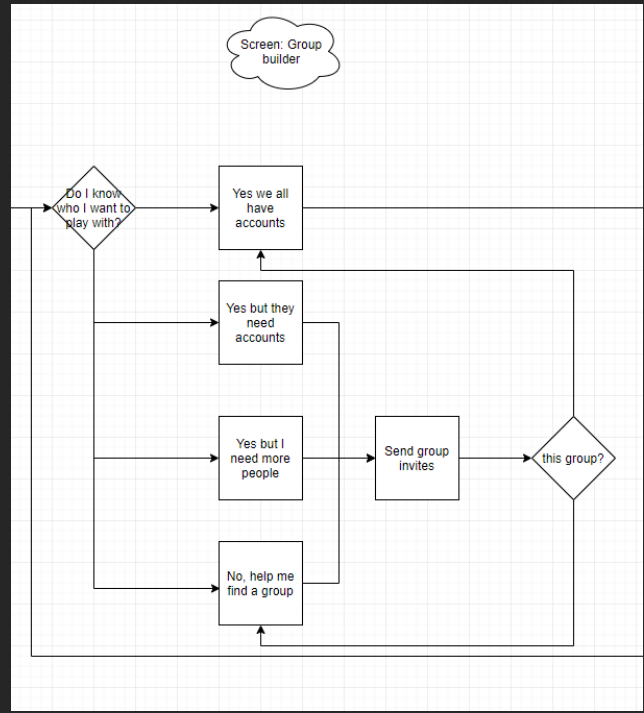 Screen: Group
builder
Do I know
who I want to
play with?
Yes we all
have
accounts
Yes but they
need
accounts
Yes but I
need more
people
Send group
invites
this group?
No, help me
find a group